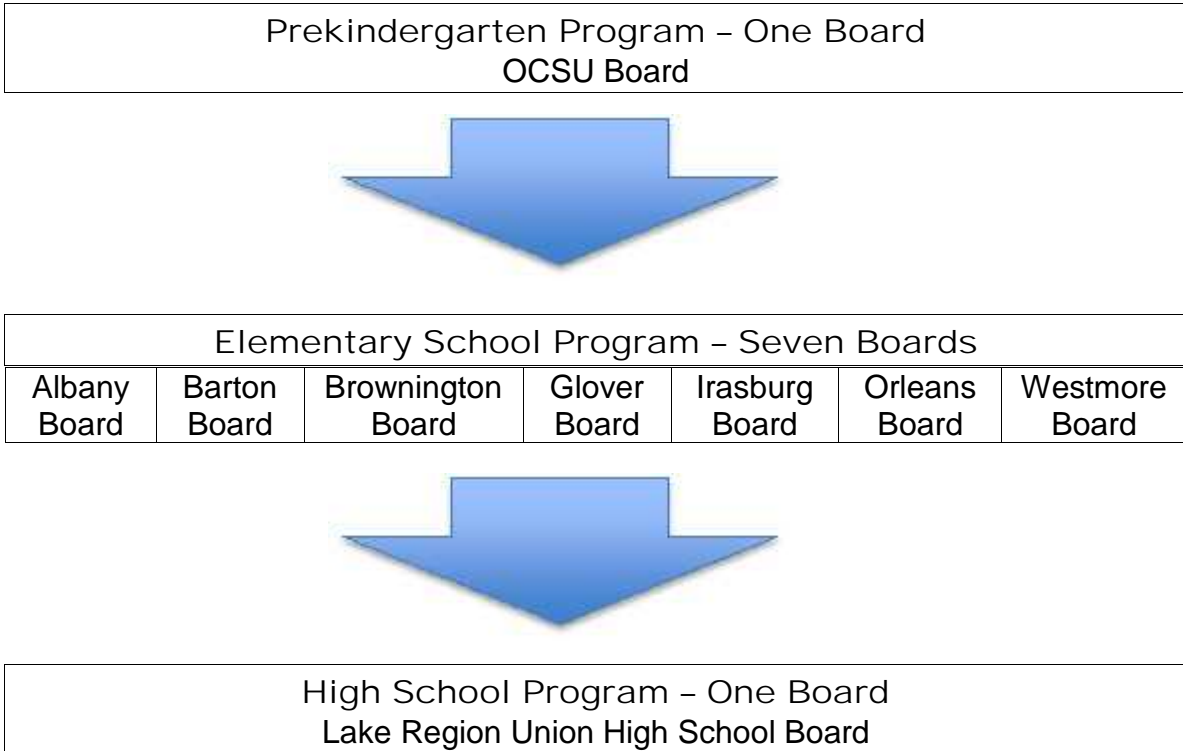 Prekindergarten Program – One Board
OCSU Board
Elementary School Program – Seven Boards
Albany Board
Barton Board
Brownington Board
Glover Board
Irasburg Board
Orleans Board
Westmore Board
High School Program – One Board
Lake Region Union High School Board